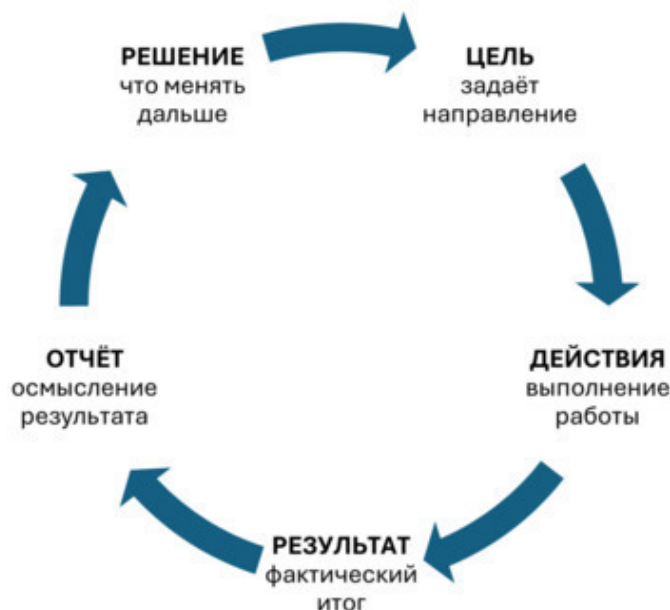 РЕШЕНИЕ
что менять
дальше
ЦЕЛЬ
задаёт
направление
ДЕЙСТВИЯ
выполнение
работы
РЕЗУЛЬТАТ
фактический
итог
ОТЧЁТ
осмысление
результата